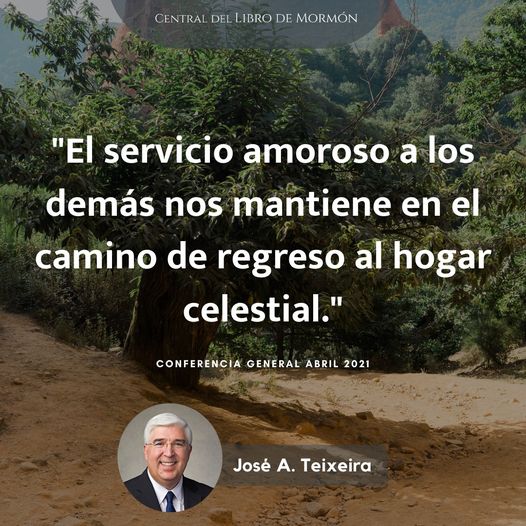 CENTRAL DEL LIBRO DE MORMÓN
"El servicio amoroso a los
demás nos mantiene en el
camino de regreso al hogar
celestial."
CONFERENCIA GENERAL ABRIL 2021
José A. Teixeira